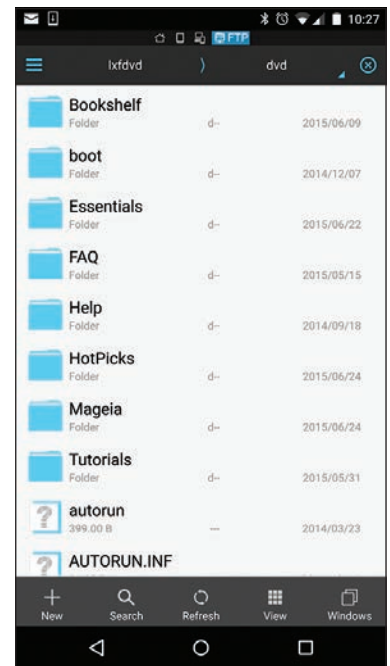 10:27
FTP
lxfdvd 〉 dvd
Bookshelf
Folder d-- 2015/06/09
boot
Folder d-- 2014/12/07
Essentials
Folder d-- 2015/06/22
FAQ
Folder d-- 2015/05/15
Help
Folder d-- 2014/09/18
HotPicks
Folder d-- 2015/06/24
Mageia
Folder d-- 2015/06/24
Tutorials
Folder d-- 2015/05/31
autorun
399.00 B --- 2014/03/23
AUTORUN.INF
New Search Refresh View Windows